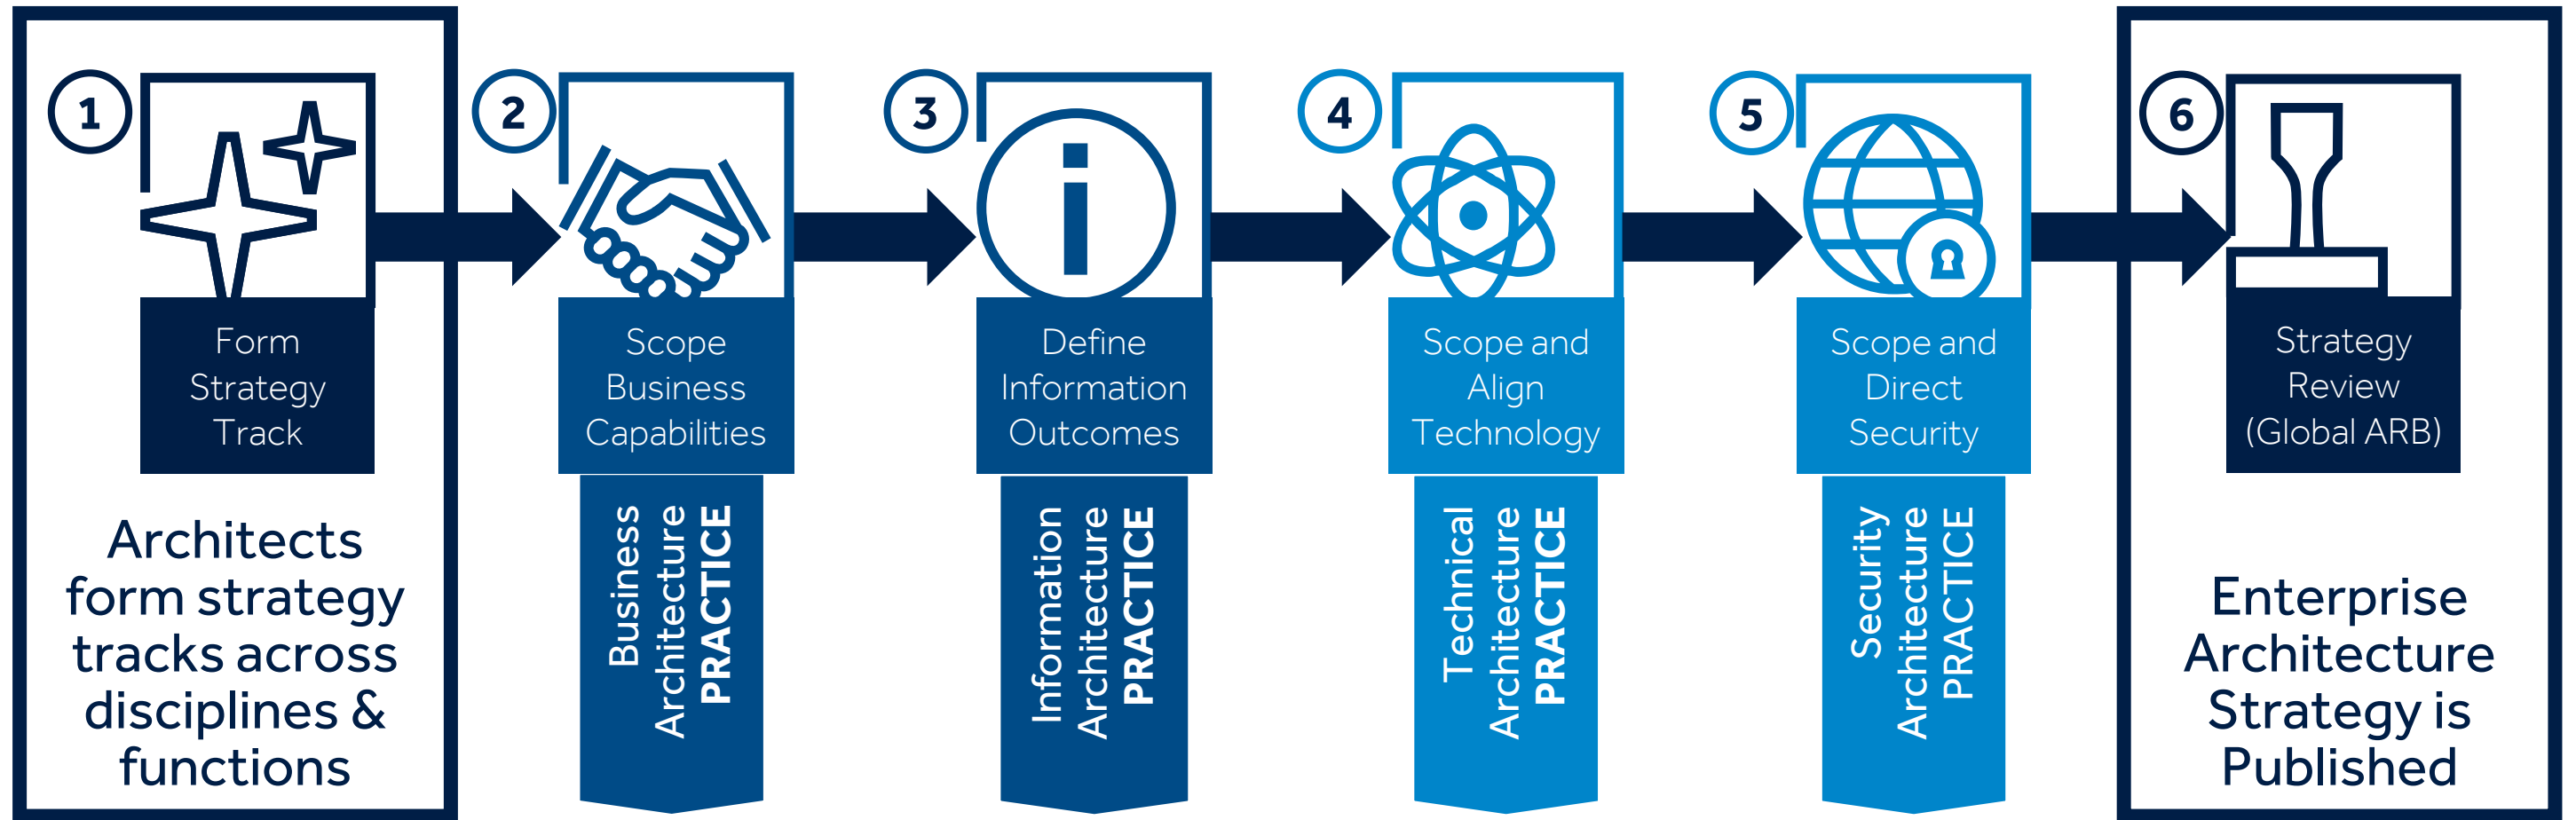 1
Form
Strategy
Track
Architects
form strategy
tracks across
disciplines &
functions
2
Scope
Business
Capabilities
Business
Architecture
PRACTICE
3
i
Define
Information
Outcomes
Information
Architecture
PRACTICE
4
Scope and
Align
Technology
Technical
Architecture
PRACTICE
5
Scope and
Direct
Security
Security
Architecture
PRACTICE
6
Strategy
Review
(Global ARB)
Enterprise
Architecture
Strategy is
Published